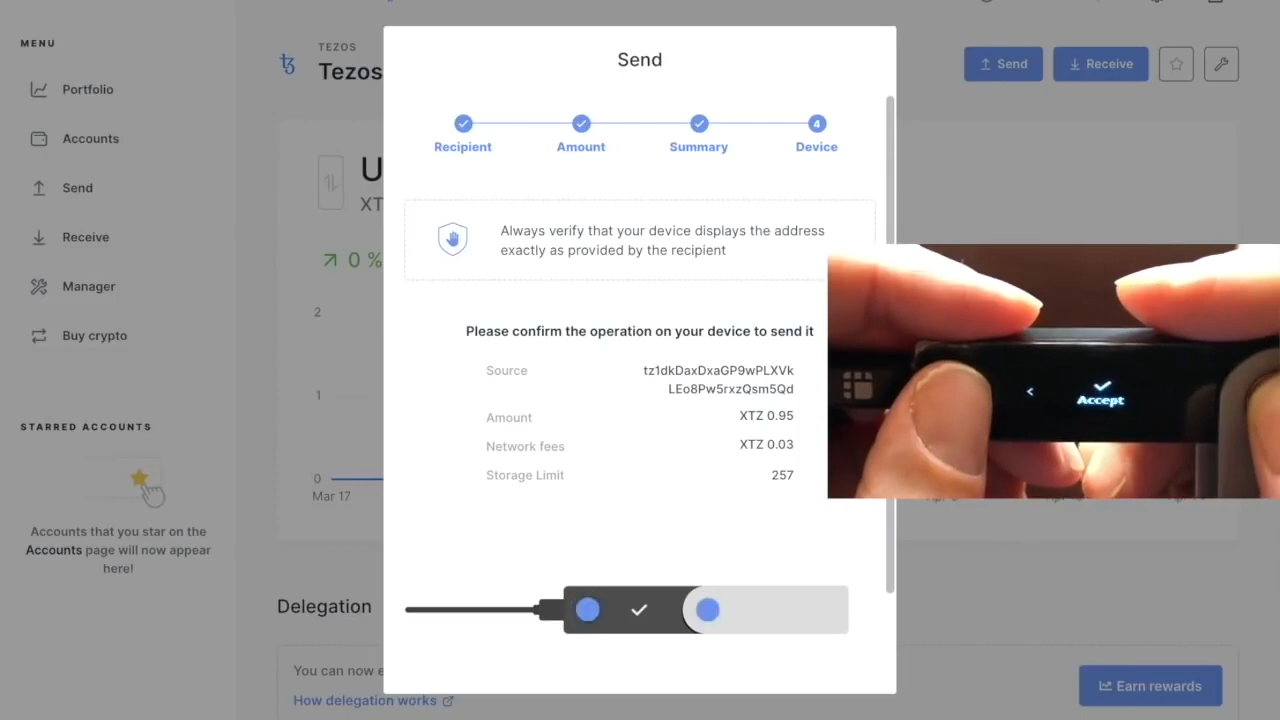 MENU
Portfolio
Accounts
Send
Receive
Manager
Buy crypto
STARRED ACCOUNTS
Accounts that you star on the
Accounts page will now appear
here!
TEZOS
Tezos
Send
Receive
U
XT
0 %
2
1
0
Mar 17
Delegation
You can now e
How delegation works
Earn rewards
Send
Recipient
Amount
Summary
4
Device
Always verify that your device displays the address
exactly as provided by the recipient
Please confirm the operation on your device to send it
Source
tz1dkDaxDxaGP9wPLXVk
LEo8Pw5rxzQsm5Qd
Amount
XTZ 0.95
Network fees
XTZ 0.03
Storage Limit
257
Accept